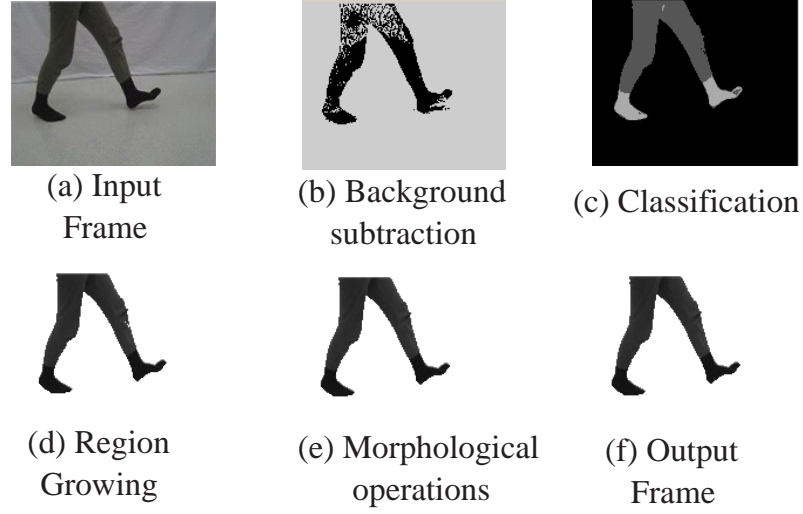 (a) Input
Frame
(b) Background
subtraction
(c) Classification
(d) Region
Growing
(e) Morphological
operations
(f) Output
Frame